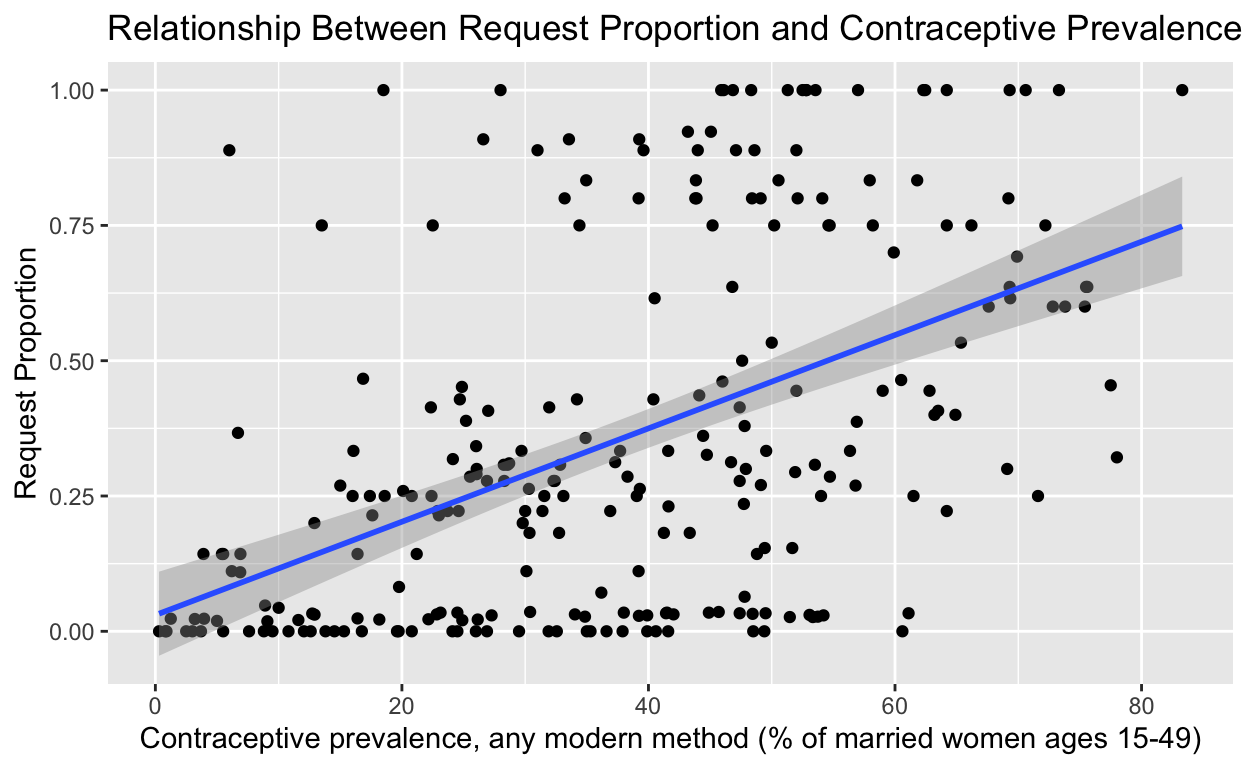 Relationship Between Request Proportion and Contraceptive Prevalence
Request Proportion
1.00
0.75
0.50
0.25
0.00
0 20 40 60 80
Contraceptive prevalence, any modern method (% of married women ages 15-49)